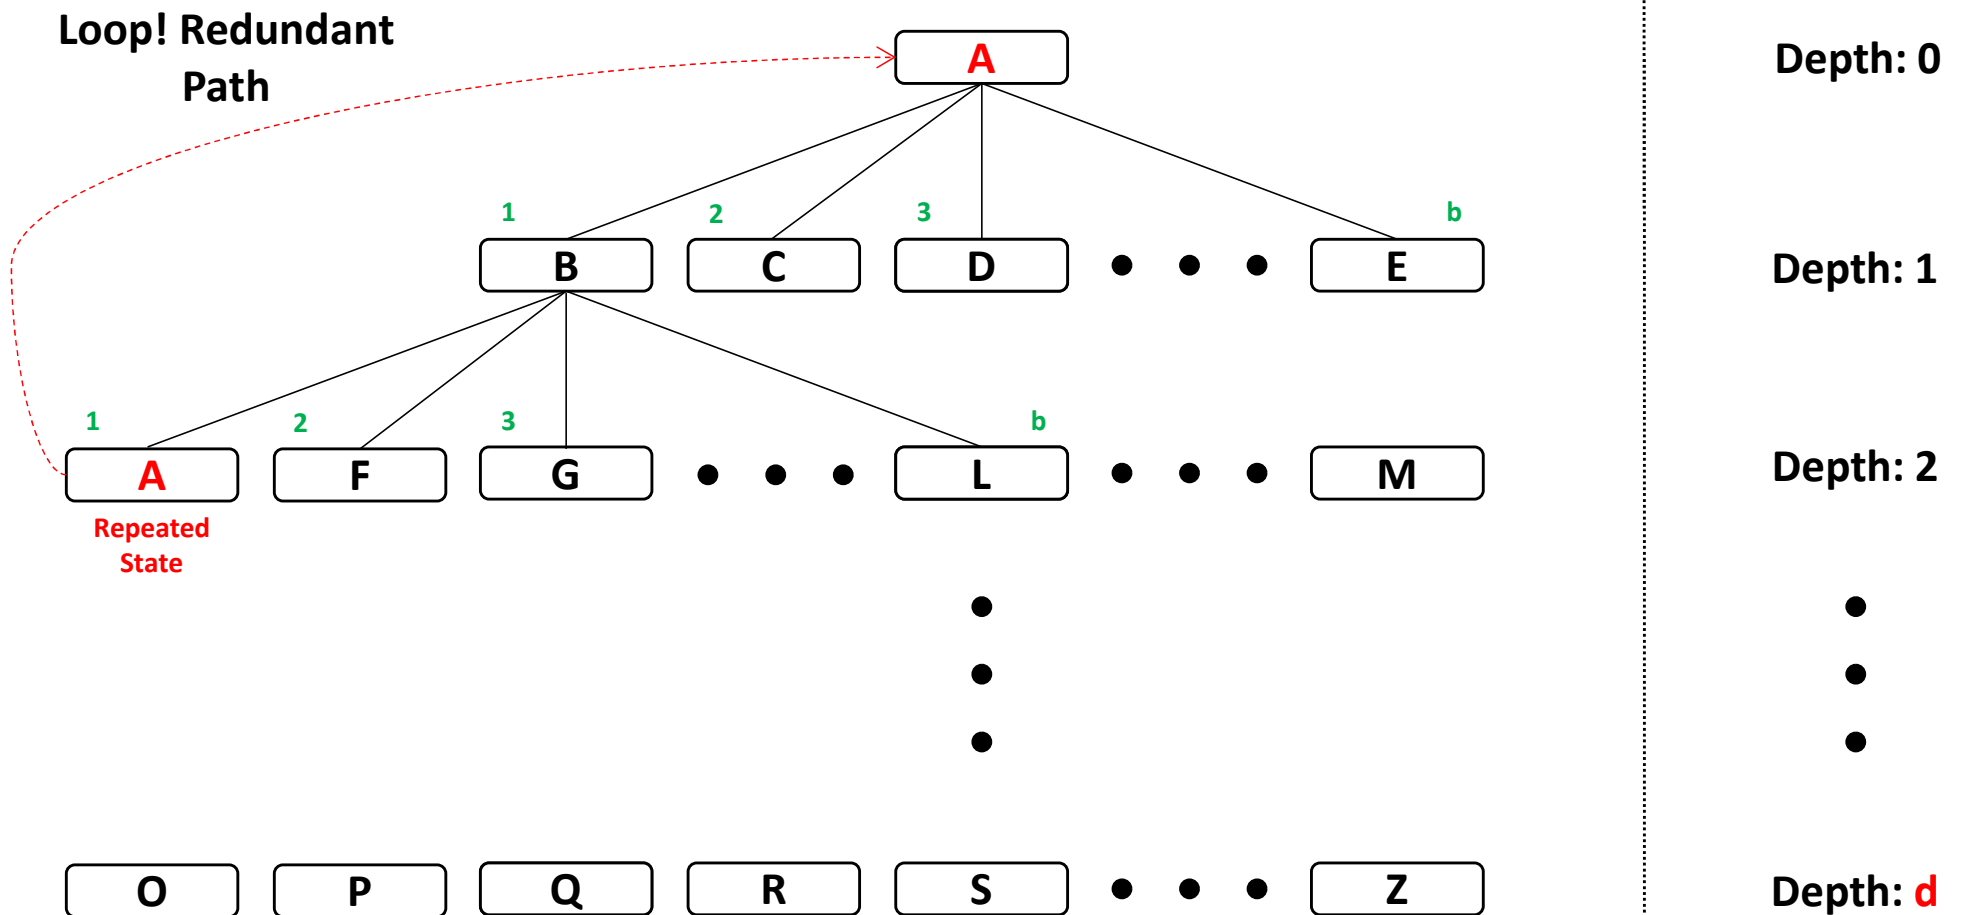 Loop! Redundant
Path
A
Depth: 0
1 2 3 b
B C D E
Depth: 1
1 2 3 b
A F G L M
Depth: 2
Repeated
State
O P Q R S Z
Depth: d